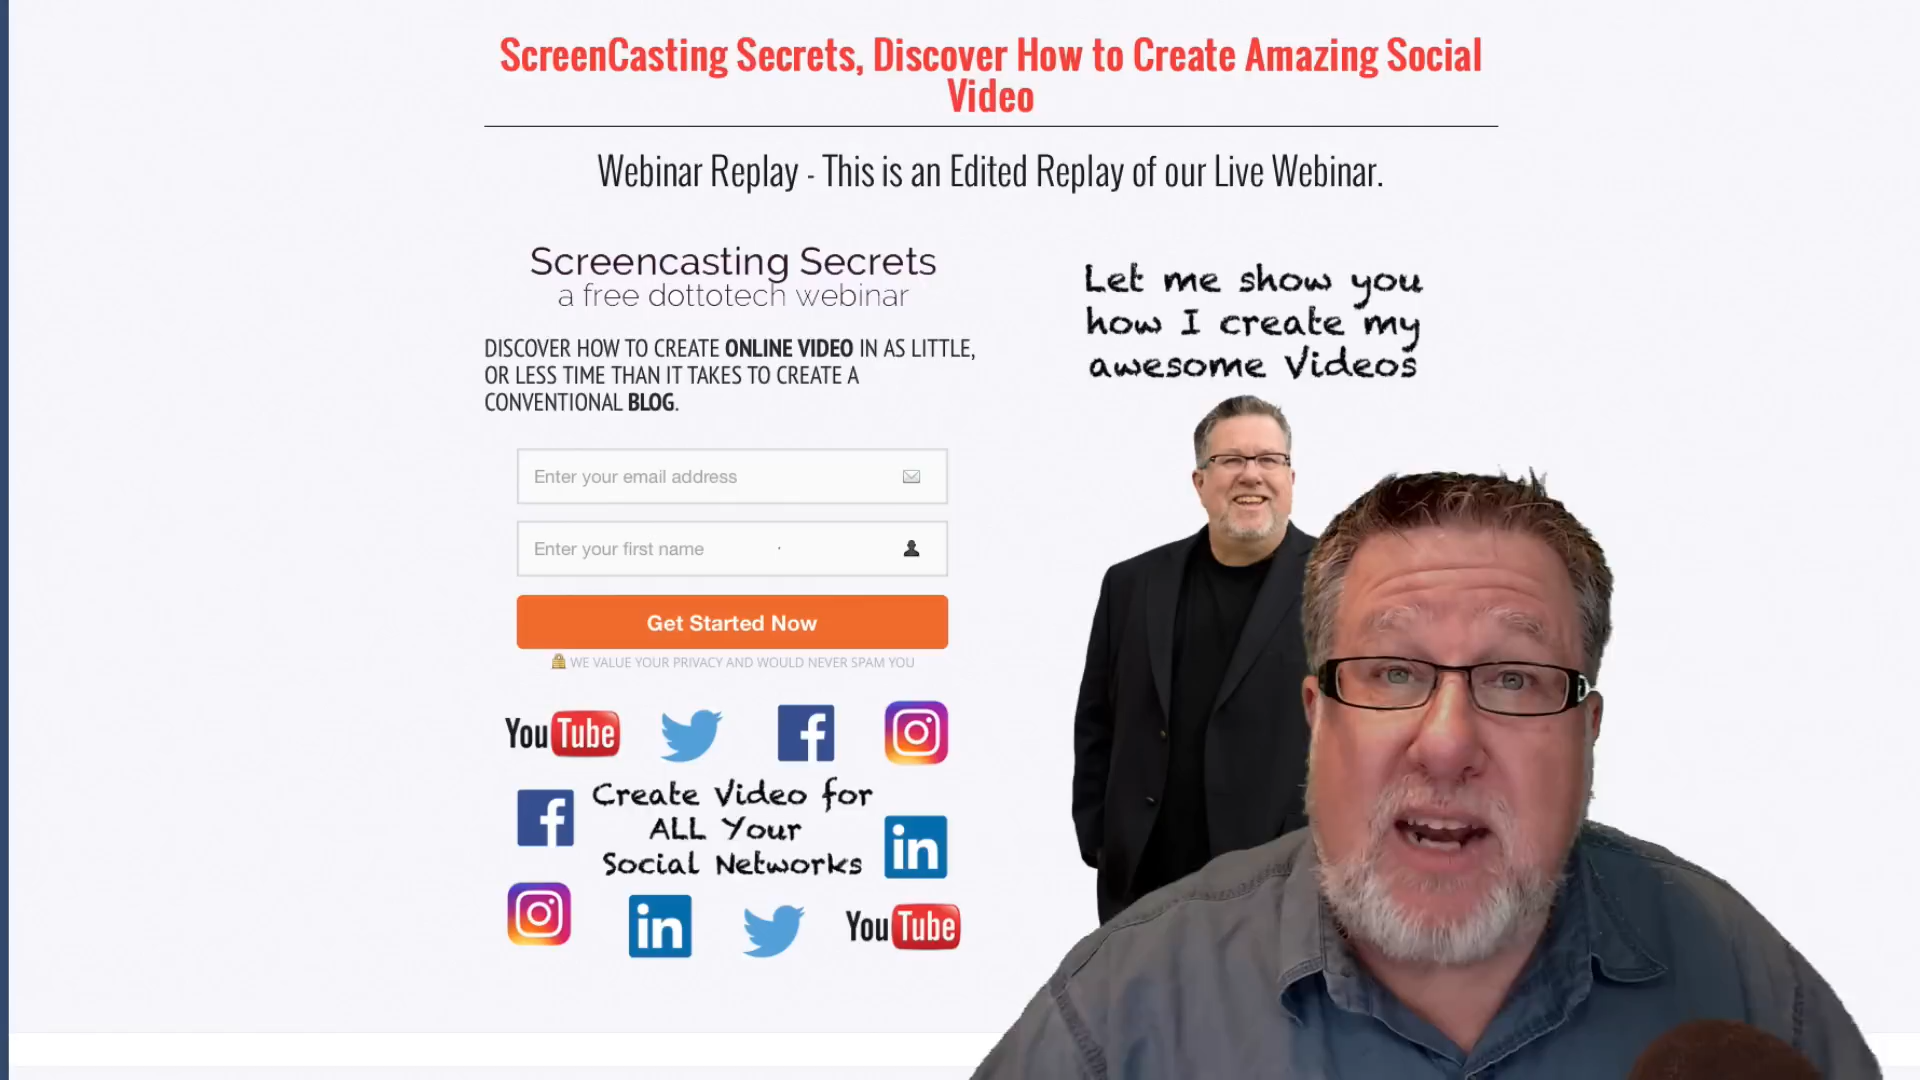 ScreenCasting Secrets, Discover How to Create Amazing Social
Video
Webinar Replay - This is an Edited Replay of our Live Webinar.
Screencasting Secrets
a free dottotech webinar
DISCOVER HOW TO CREATE ONLINE VIDEO IN AS LITTLE,
OR LESS TIME THAN IT TAKES TO CREATE A
CONVENTIONAL BLOG.
Enter your email address
Enter your first name
Get Started Now
WE VALUE YOUR PRIVACY AND WOULD NEVER SPAM YOU
YouTube
f
f
Create Video for
ALL Your
Social Networks
in
in
YouTube
Let me show you
how I create my
awesome Videos